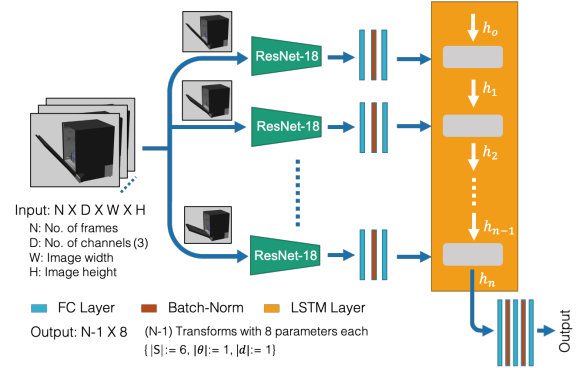 ResNet-18
ResNet-18
ResNet-18
h_o
h_1
h_2
h_{n-1}
h_n
Input: N X D X W X H
N: No. of frames
D: No. of channels (3)
W: Image width
H: Image height
FC Layer
Batch-Norm
LSTM Layer
Output: N-1 X 8
(N-1) Transforms with 8 parameters each
{ |S|:= 6, |θ|:= 1, |d|:= 1}
Output